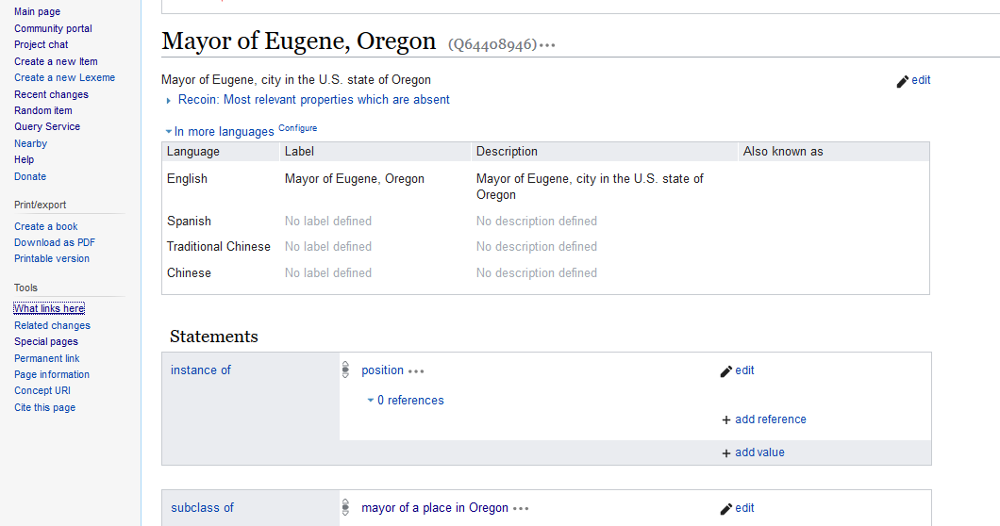 Main page
Community portal
Project chat
Create a new Item
Create a new Lexeme
Recent changes
Random item
Query Service
Nearby
Help
Donate
Print/export
Create a book
Download as PDF
Printable version
Tools
What links here
Related changes
Special pages
Permanent link
Page information
Concept URI
Cite this page
Mayor of Eugene, Oregon (Q64408946)
Mayor of Eugene, city in the U.S. state of Oregon
edit
Recoin: Most relevant properties which are absent
In more languages Configure
Language Label Description Also known as
English Mayor of Eugene, Oregon Mayor of Eugene, city in the U.S. state of
Oregon
Spanish No label defined No description defined
Traditional Chinese No label defined No description defined
Chinese No label defined No description defined
Statements
instance of position edit
0 references
+ add reference
+ add value
subclass of mayor of a place in Oregon edit